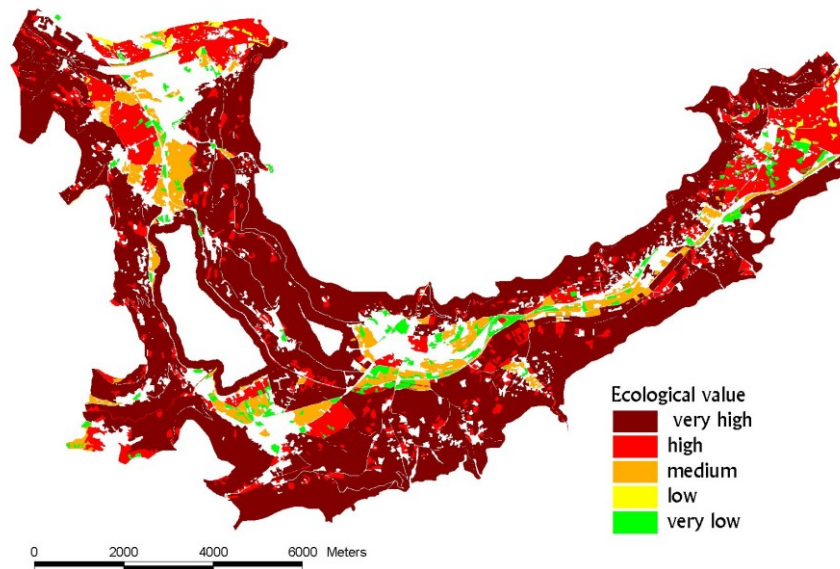 Ecological value
very high
high
medium
low
very low
0 2000 4000 6000 Meters